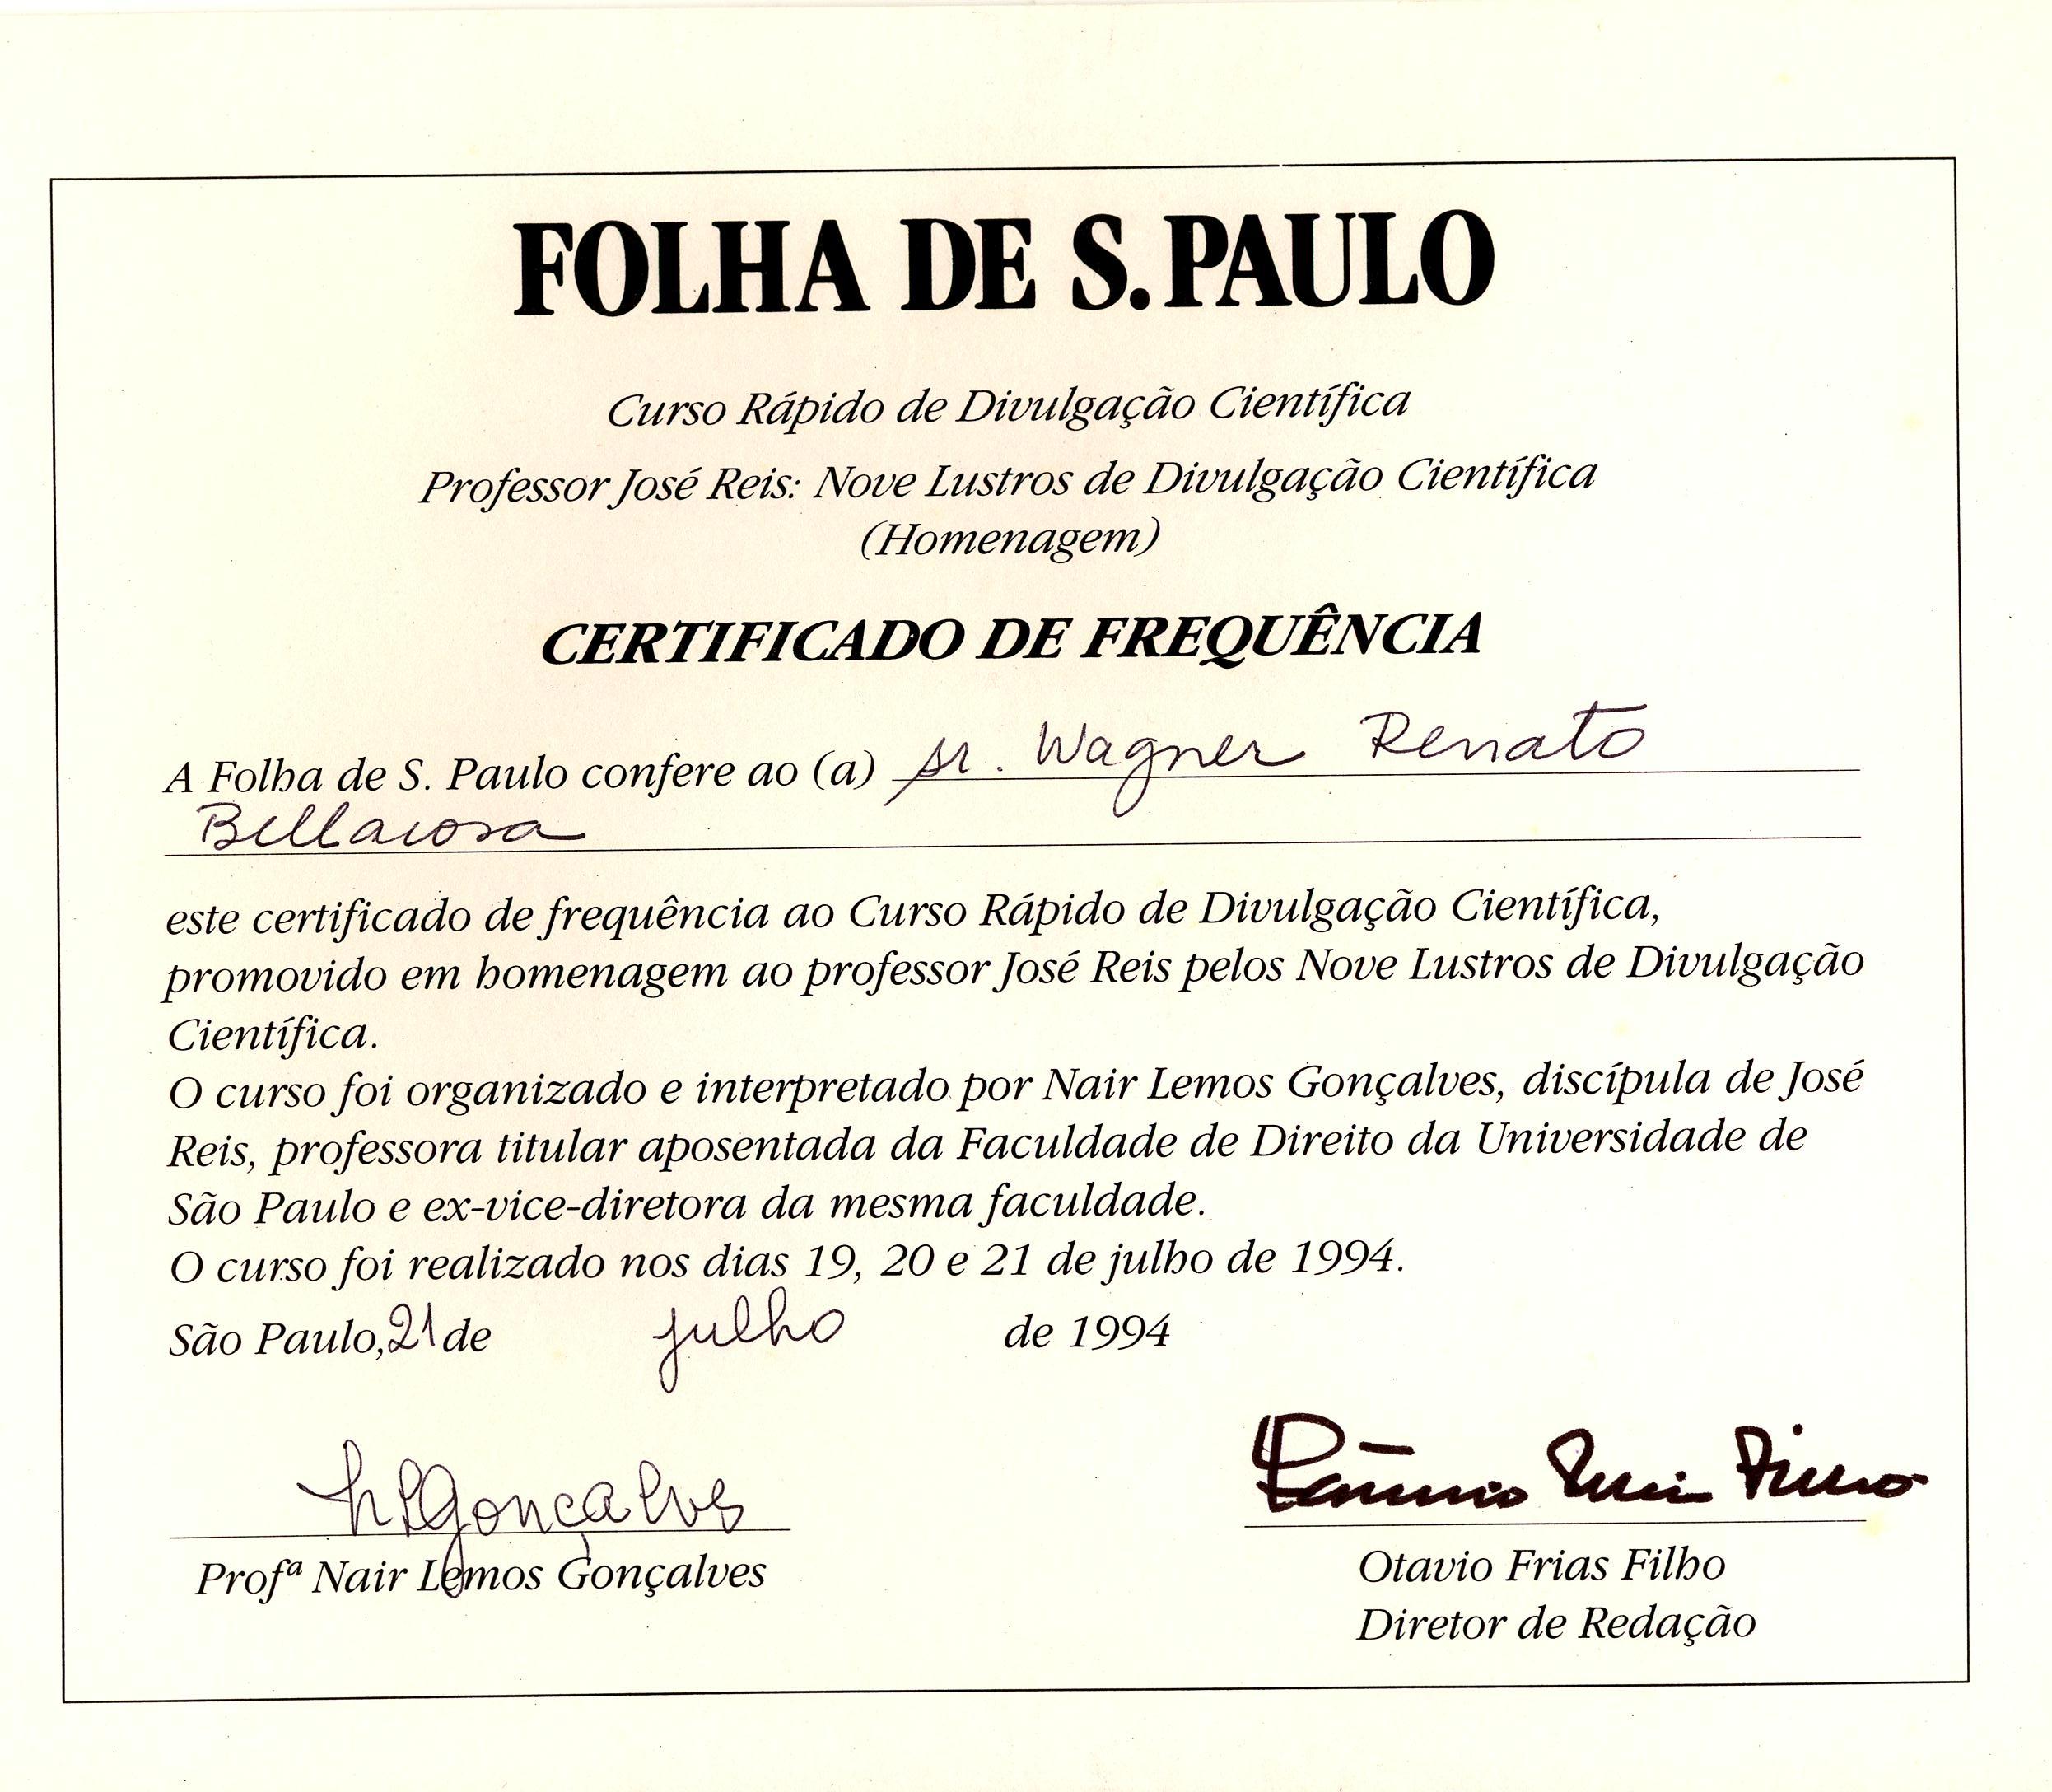 FOLHA DE S.PAULO
Curso Rápido de Divulgação Científica
Professor José Reis: Nove Lustros de Divulgação Científica
(Homenagem)
CERTIFICADO DE FREQUÊNCIA
A Folha de S. Paulo confere ao (a) sr. Wagner Renato
Bellarosa
este certificado de frequência ao Curso Rápido de Divulgação Científica,
promovido em homenagem ao professor José Reis pelos Nove Lustros de Divulgação
Científica.
O curso foi organizado e interpretado por Nair Lemos Gonçalves, discípula de José
Reis, professora titular aposentada da Faculdade de Direito da Universidade de
São Paulo e ex-vice-diretora da mesma faculdade.
O curso foi realizado nos dias 19, 20 e 21 de julho de 1994.
São Paulo, 21 de julho de 1994
NLGonçalves
Profª Nair Lemos Gonçalves
Otavio Frias Filho
Diretor de Redação